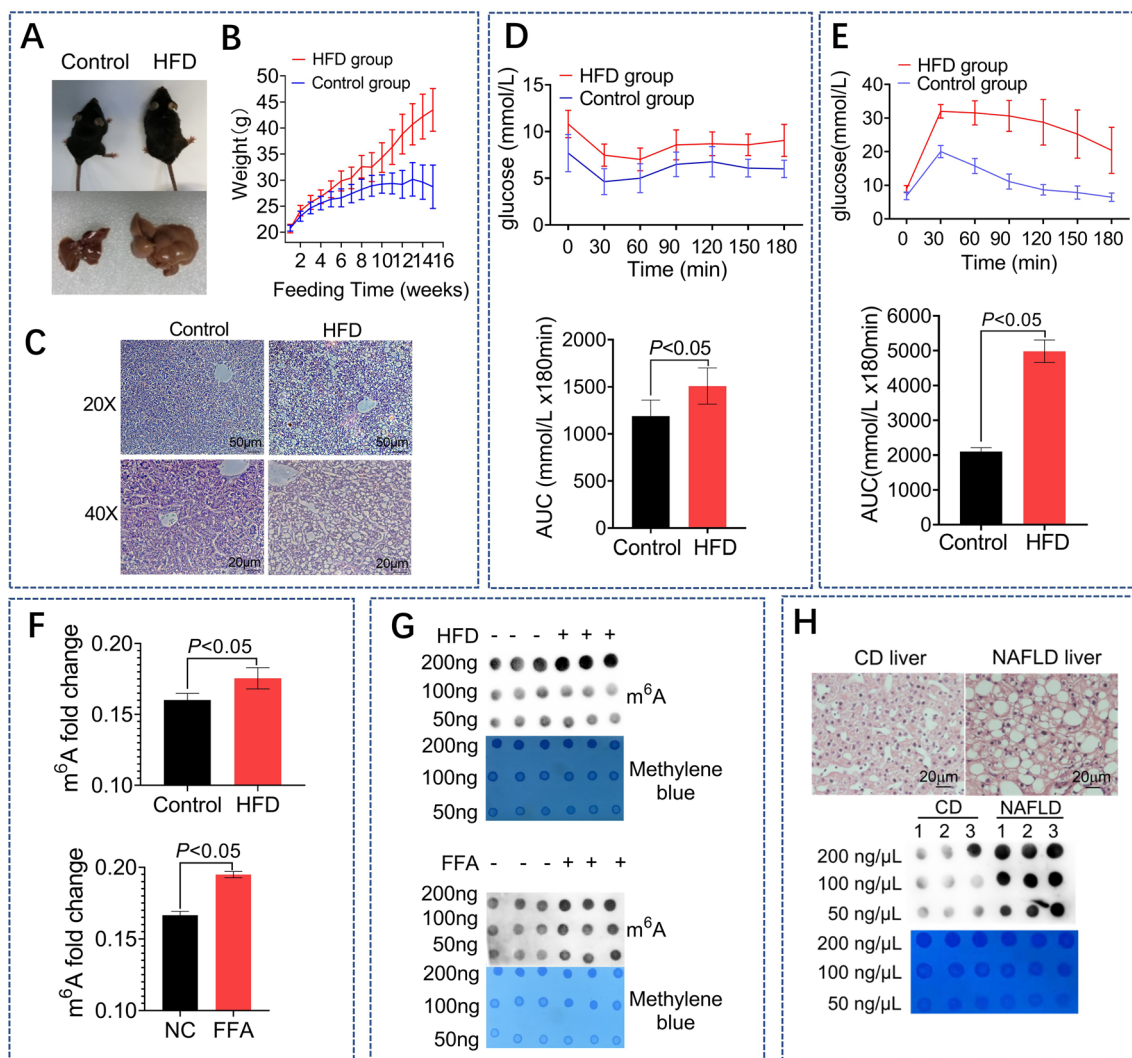 A
Control HFD
B
HFD group
Control group
Weight(g)
50
45
40
35
30
25
20
2 4 6 8 10 12 14 16
Feeding Time (weeks)
C
Control HFD
20X
50μm 50μm
40X
20μm 20μm
D
HFD group
Control group
glucose (mmol/L)
15
10
5
0
0 30 60 90 120 150 180
Time (min)
P<0.05
AUC (mmol/L x180min)
2000
1500
1000
500
0
Control HFD
E
HFD group
Control group
glucose(mmol/L)
40
30
20
10
0
0 30 60 90 120 150 180
Time (min)
P<0.05
AUC(mmol/L x180min)
6000
5000
4000
3000
2000
1000
0
Control HFD
F
P<0.05
m⁶A fold change
0.20
0.15
0.10
Control HFD
P<0.05
m⁶A fold change
0.20
0.15
0.10
NC FFA
G
HFD - - - + + +
200ng
100ng m⁶A
50ng
200ng
100ng Methylene
blue
50ng
FFA - - - + + +
200ng
100ng m⁶A
50ng
200ng
100ng Methylene
blue
50ng
H
CD liver NAFLD liver
20μm 20μm
CD NAFLD
1 2 3 1 2 3
200 ng/μL
100 ng/μL
50 ng/μL
200 ng/μL
100 ng/μL
50 ng/μL